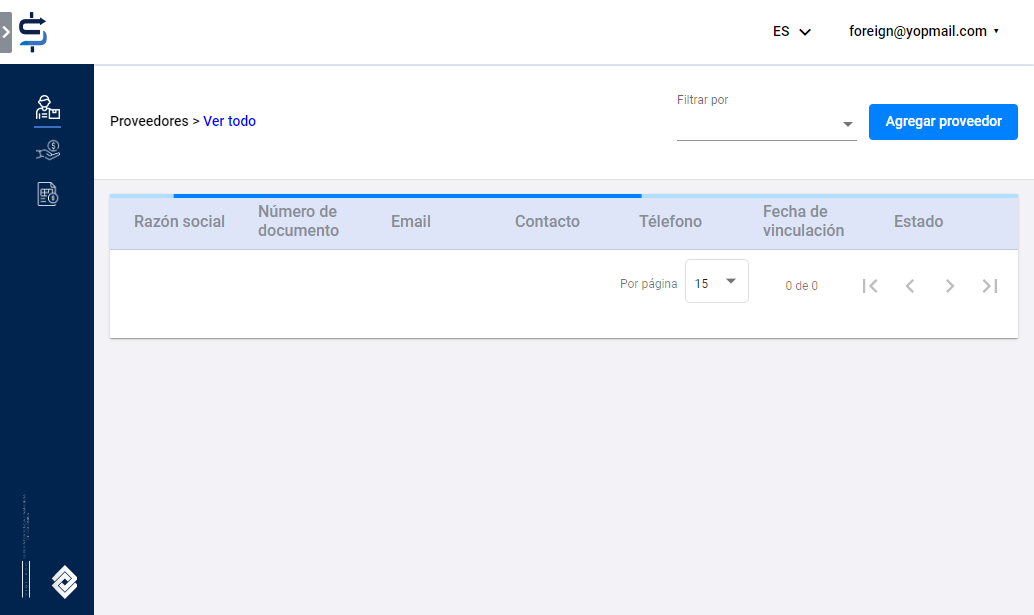 ES
foreign@yopmail.com
Filtrar por
Proveedores > Ver todo
Agregar proveedor
Razón social
Número de
documento
Email
Contacto
Télefono
Fecha de
vinculación
Estado
Por página
15
0 de 0